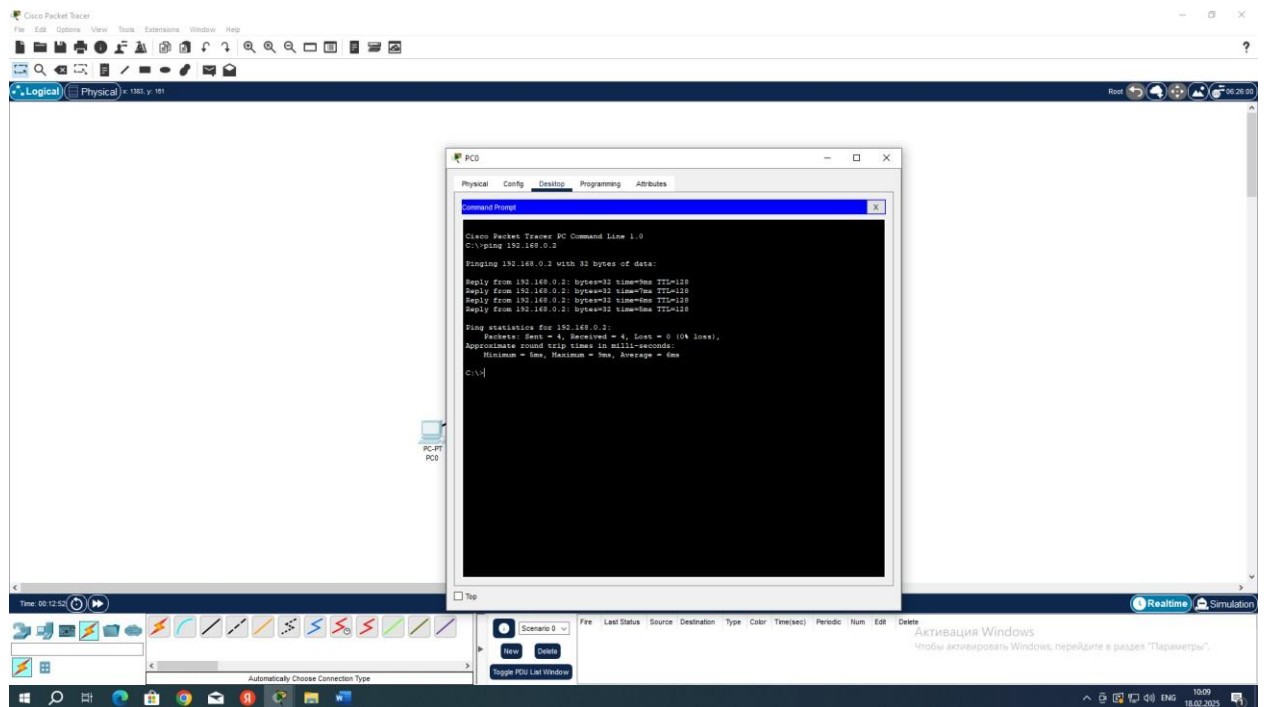 Cisco Packet Tracer
File Edit Options View Tools Extensions Window Help
?
Logical Physical x: 1383, y: 161 Root 06:26:00
PC0
Physical Config Desktop Programming Attributes
Command Prompt X
Cisco Packet Tracer PC Command Line 1.0
C:\>ping 192.168.0.2
Pinging 192.168.0.2 with 32 bytes of data:
Reply from 192.168.0.2: bytes=32 time=9ms TTL=128
Reply from 192.168.0.2: bytes=32 time=7ms TTL=128
Reply from 192.168.0.2: bytes=32 time=6ms TTL=128
Reply from 192.168.0.2: bytes=32 time=5ms TTL=128
Ping statistics for 192.168.0.2:
Packets: Sent = 4, Received = 4, Lost = 0 (0% loss),
Approximate round trip times in milli-seconds:
Minimum = 5ms, Maximum = 9ms, Average = 6ms
C:\>
PC-PT
PC0
Top
Time: 00:12:52 Realtime Simulation
Scenario 0
New Delete
Toggle PDU List Window
Fire Last Status Source Destination Type Color Time(sec) Periodic Num Edit Delete
Активация Windows
Чтобы активировать Windows, перейдите в раздел "Параметры".
Automatically Choose Connection Type
ENG 10:09
18.02.2025